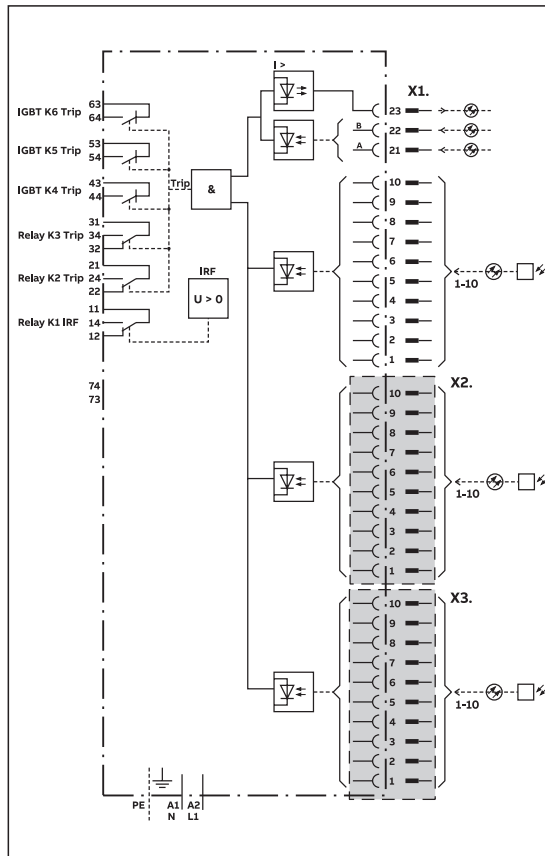 I >
X1.
63
IGBT K6 Trip
64
23
B
22
A
21
53
IGBT K5 Trip
54
43
IGBT K4 Trip
44
Trip
&
31
Relay K3 Trip 34
32
21
Relay K2 Trip 24
22
11
Relay K1 IRF 14
12
IRF
U > 0
74
73
10
9
8
7
6
5
4
3
2
1
1-10
X2.
10
9
8
7
6
5
4
3
2
1
1-10
X3.
10
9
8
7
6
5
4
3
2
1
1-10
PE
A1
N
A2
L1